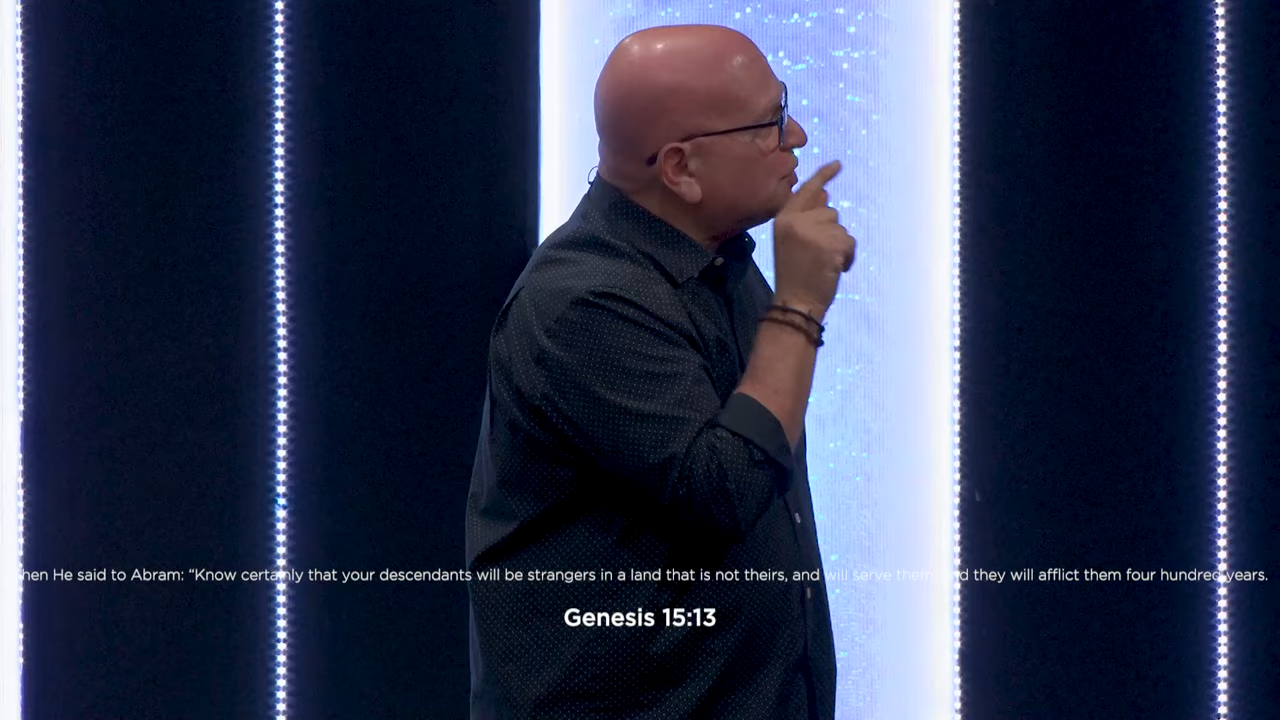 hen He said to Abram: “Know certainly that your descendants will be strangers in a land that is not theirs, and will serve them, and they will afflict them four hundred years.
Genesis 15:13